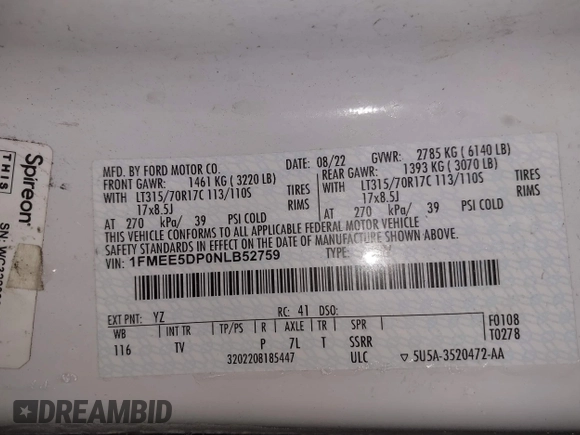 Spireon
THIS
MFD. BY FORD MOTOR CO.
DATE: 08/22
GVWR: 2785 KG ( 6140 LB)
FRONT GAWR: 1461 KG ( 3220 LB)
REAR GAWR: 1393 KG ( 3070 LB)
WITH LT315/70R17C 113/110S TIRES
WITH LT315/70R17C 113/110S TIRES
17x8.5J RIMS
17x8.5J RIMS
AT 270 kPa/ 39 PSI COLD
AT 270 kPa/ 39 PSI COLD
THIS VEHICLE CONFORMS TO ALL APPLICABLE FEDERAL MOTOR VEHICLE
SAFETY STANDARDS IN EFFECT ON THE DATE OF MANUFACTURE SHOWN ABOVE.
VIN: 1FMEE5DP0NLB52759
TYPE: MPV
EXT PNT: YZ RC: 41 DSO:
F0108
T0278
WB INT TR TP/PS R AXLE TR SPR
116 TV P 7L T SSRR
3202208185447 ULC ▽ 5U5A-3520472-AA
DREAMBID